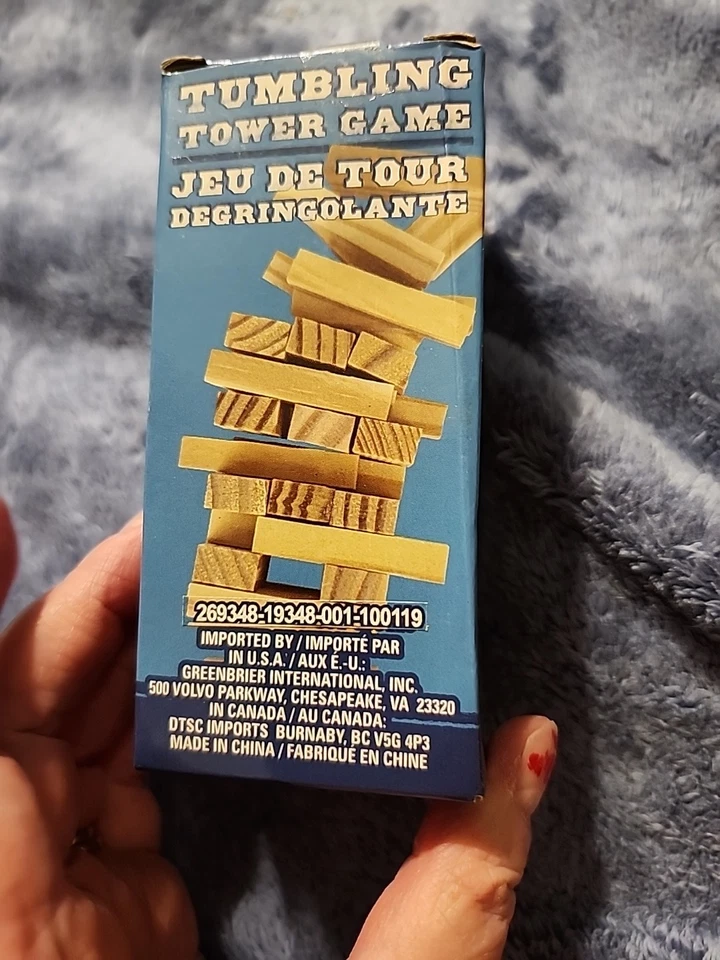 TUMBLING
TOWER GAME
JEU DE TOUR
DEGRINGOLANTE
269348-19348-001-100119
IMPORTED BY / IMPORTÉ PAR
IN U.S.A. / AUX É.-U.:
GREENBRIER INTERNATIONAL, INC.
500 VOLVO PARKWAY, CHESAPEAKE, VA 23320
IN CANADA / AU CANADA:
DTSC IMPORTS BURNABY, BC V5G 4P3
MADE IN CHINA / FABRIQUÉ EN CHINE